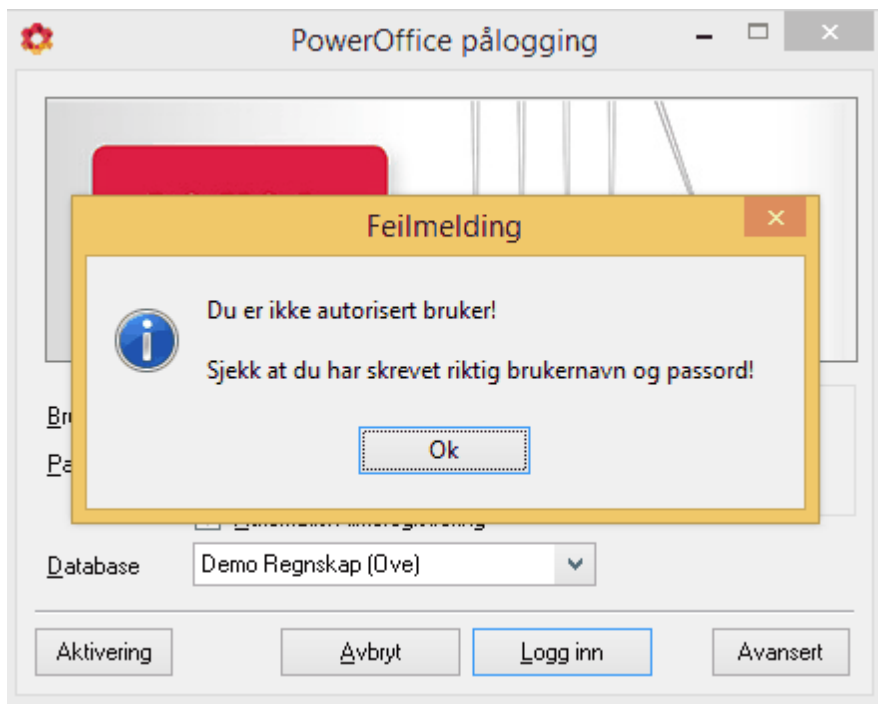 PowerOffice pålogging
Feilmelding
Du er ikke autorisert bruker!
Sjekk at du har skrevet riktig brukernavn og passord!
Ok
Database
Demo Regnskap (Ove)
Aktivering
Avbryt
Logg inn
Avansert